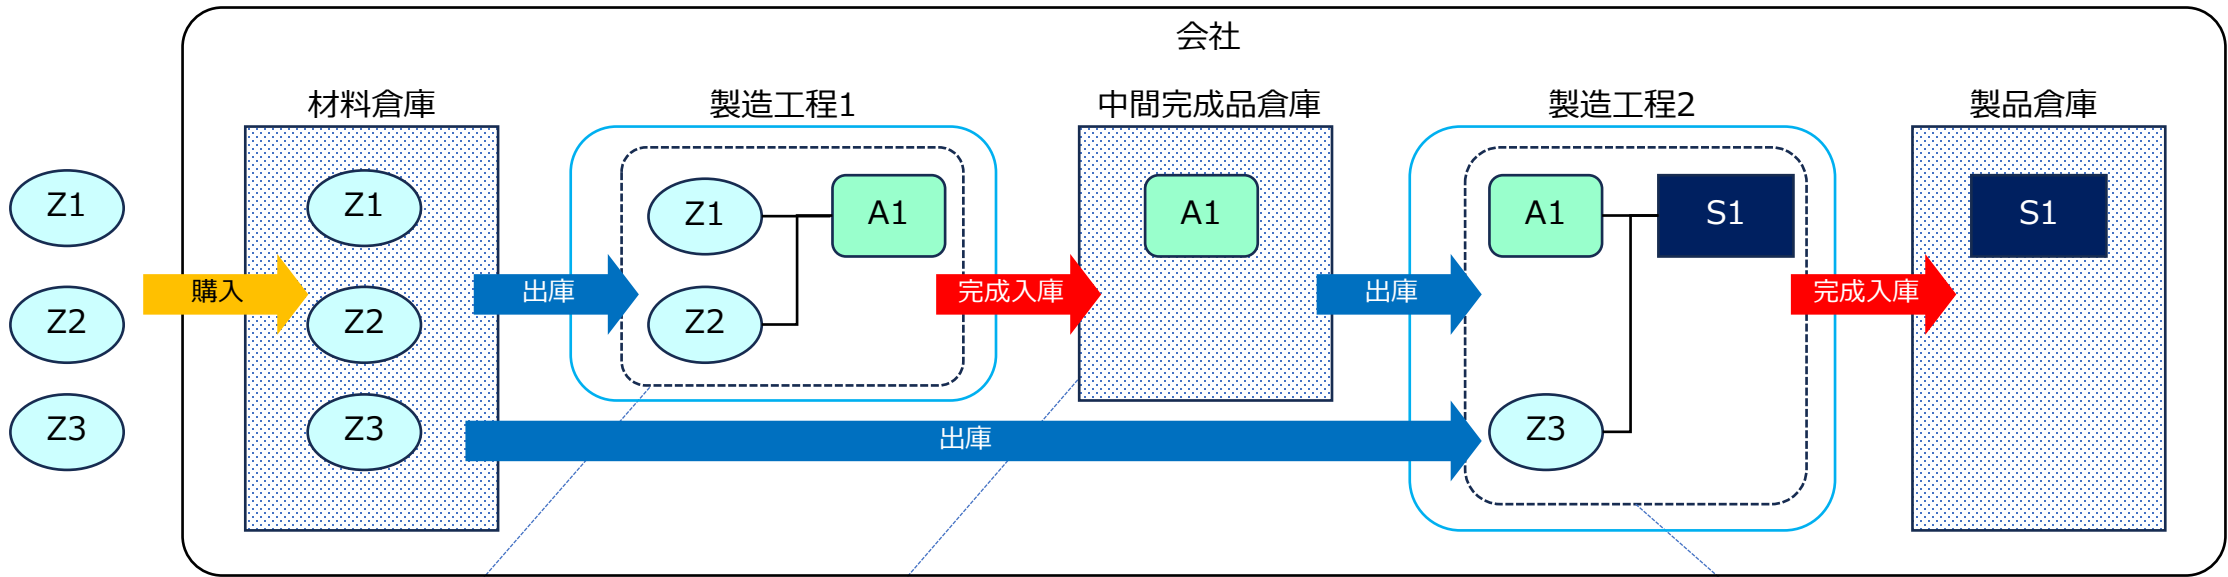 会社
材料倉庫
製造工程1
中間完成品倉庫
製造工程2
製品倉庫
Z1
Z1
Z1
A1
A1
A1
S1
S1
購入
出庫
完成入庫
出庫
完成入庫
Z2
Z2
Z2
Z3
Z3
出庫
Z3